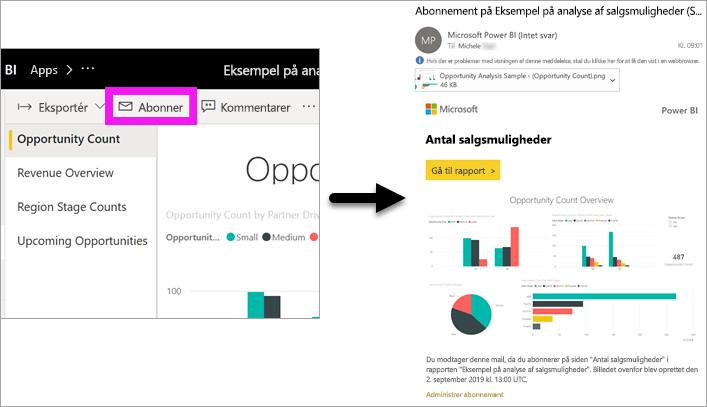 BI Apps > ...
Eksempel på ana
Eksportér
Abonner
Kommentarer
...
Opportunity Count
Revenue Overview
Region Stage Counts
Upcoming Opportunities
Oppo
Opportunity Count by Partner Driv
Opportunit...
Small
Medium
100
Abonnement på Eksempel på analyse af salgsmuligheder (S...
MP
Microsoft Power BI (Intet svar)
Til Michele
Kl. 09:01
Hvis der er problemer med visningen af denne meddelelse, skal du klikke her for at få den vist i en webbrowser.
Opportunity Analysis Sample - (Opportunity Count).png
46 KB
Microsoft
Power BI
Antal salgsmuligheder
Gå til rapport >
Opportunity Count Overview
487
Opportunity Count
Du modtager denne mail, da du abonnerer på siden "Antal salgsmuligheder" i
rapporten "Eksempel på analyse af salgsmuligheder". Billedet ovenfor blev oprettet den
2. september 2019 kl. 13:00 UTC.
Administrer abonnement